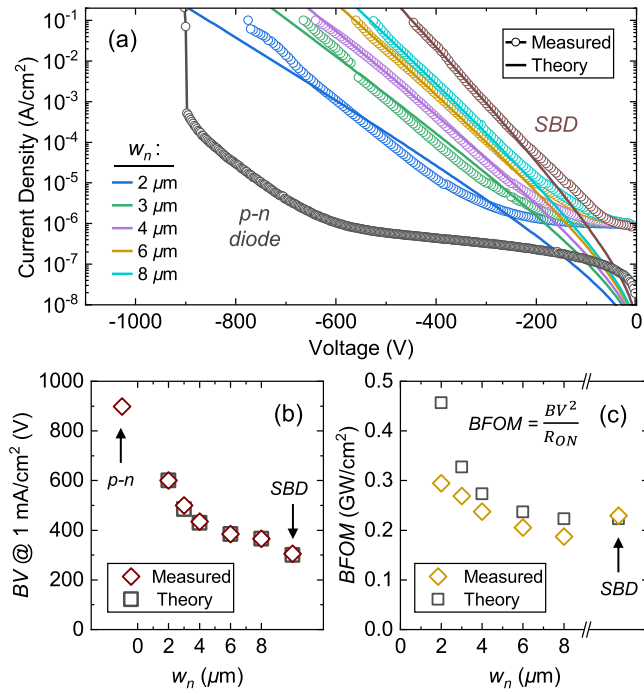 (a)
Measured
Theory
SBD
w_n :
2 μm
3 μm
4 μm
6 μm
8 μm
p-n
diode
Current Density (A/cm²)
10⁻¹
10⁻²
10⁻³
10⁻⁴
10⁻⁵
10⁻⁶
10⁻⁷
10⁻⁸
-1000 -800 -600 -400 -200 0
Voltage (V)
(b)
BV @ 1 mA/cm² (V)
1000
800
600
400
200
0
p-n
SBD
Measured
Theory
0 2 4 6 8
w_n (μm)
(c)
BFOM = BV² / R_ON
BFOM (GW/cm²)
0.5
0.4
0.3
0.2
0.1
0.0
SBD
Measured
Theory
0 2 4 6 8
w_n (μm)